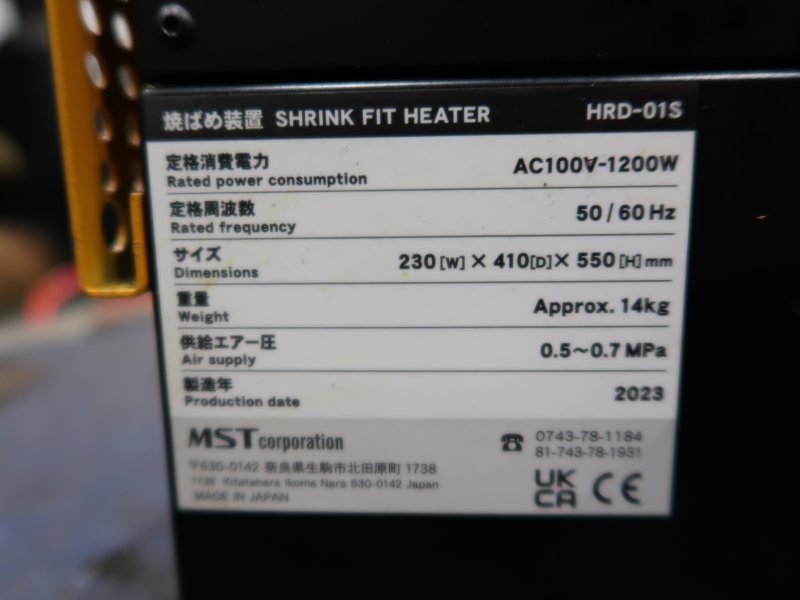 焼ばめ装置 SHRINK FIT HEATER HRD-01S
定格消費電力
Rated power consumption AC100V-1200W
定格周波数
Rated frequency 50/60Hz
サイズ
Dimensions 230[W]×410[D]×550[H]mm
重量
Weight Approx. 14kg
供給エアー圧
Air supply 0.5～0.7MPa
製造年
Production date 2023
MST corporation ☎ 0743-78-1184
81-743-78-1931
〒630-0142 奈良県生駒市北田原町 1738
1738 Kitatahara Ikoma Nara 630-0142 Japan
MADE IN JAPAN
UK
CA CE